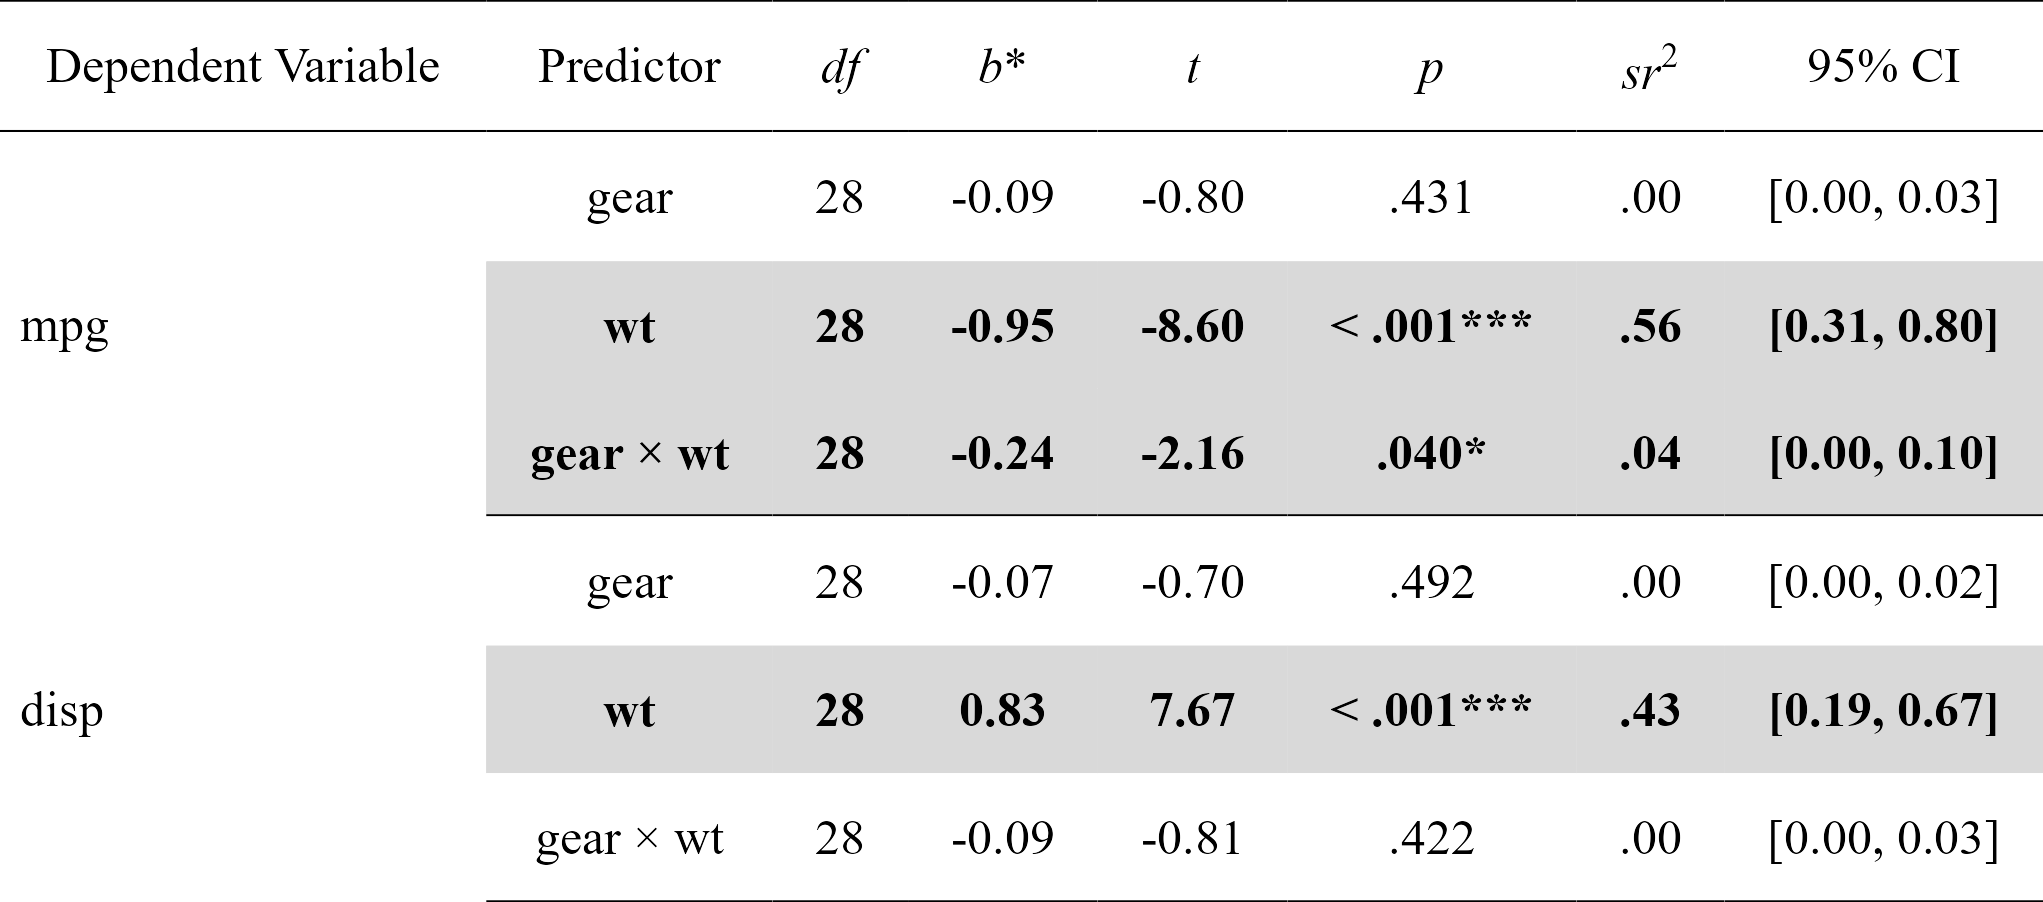 Dependent Variable Predictor df b* t p sr² 95% CI
gear 28 -0.09 -0.80 .431 .00 [0.00, 0.03]
mpg wt 28 -0.95 -8.60 < .001*** .56 [0.31, 0.80]
gear × wt 28 -0.24 -2.16 .040* .04 [0.00, 0.10]
gear 28 -0.07 -0.70 .492 .00 [0.00, 0.02]
disp wt 28 0.83 7.67 < .001*** .43 [0.19, 0.67]
gear × wt 28 -0.09 -0.81 .422 .00 [0.00, 0.03]